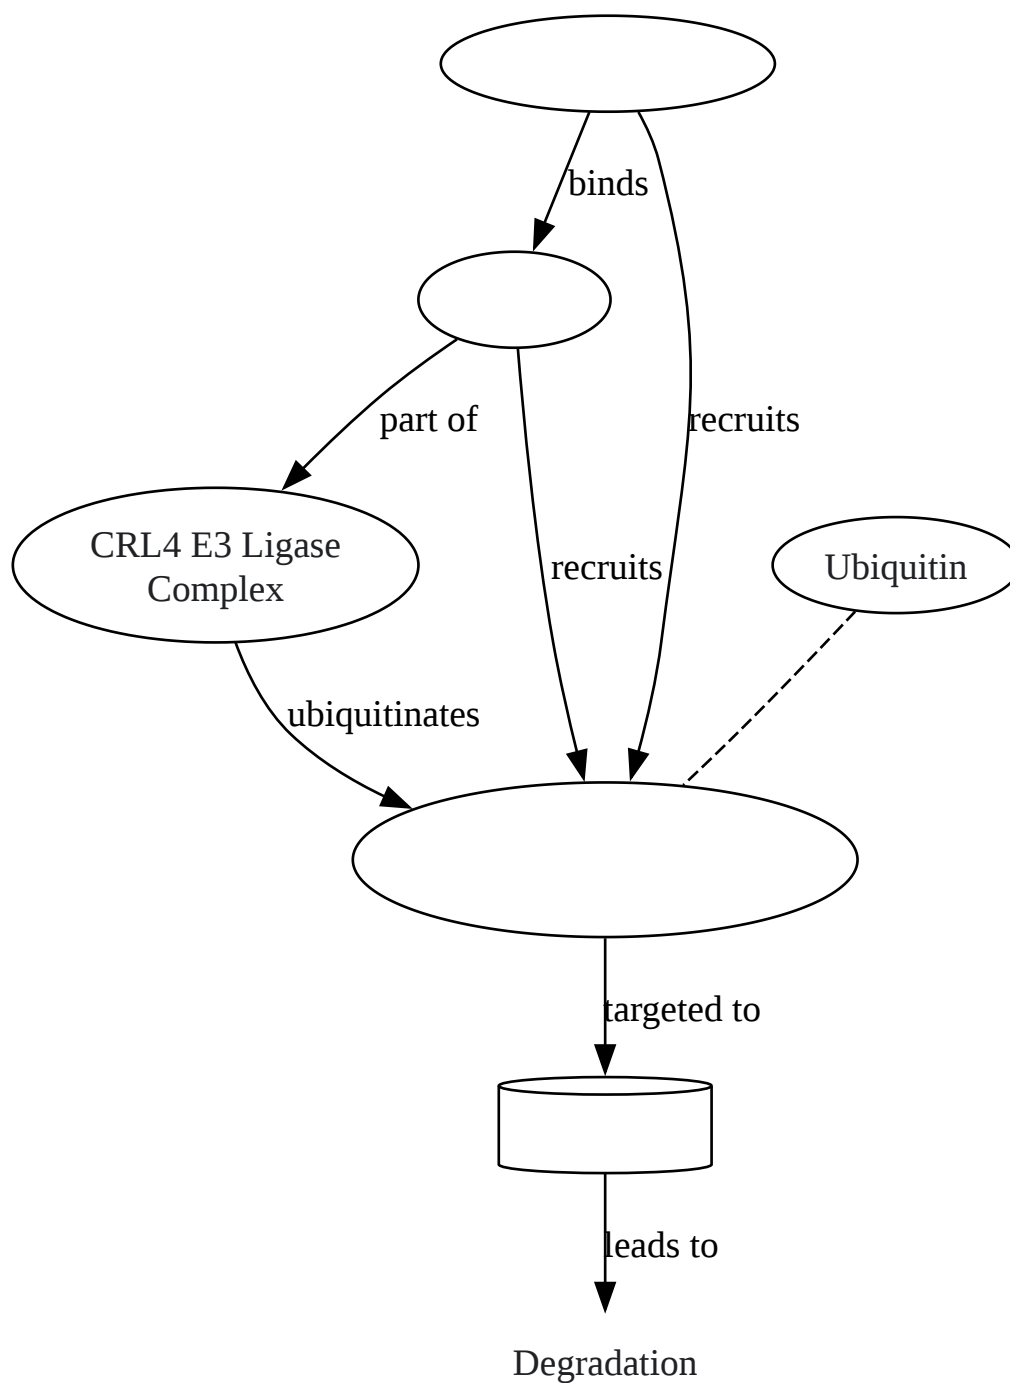 binds
part of
recruits
CRL4 E3 Ligase
Complex
recruits
Ubiquitin
ubiquitinates
targeted to
leads to
Degradation